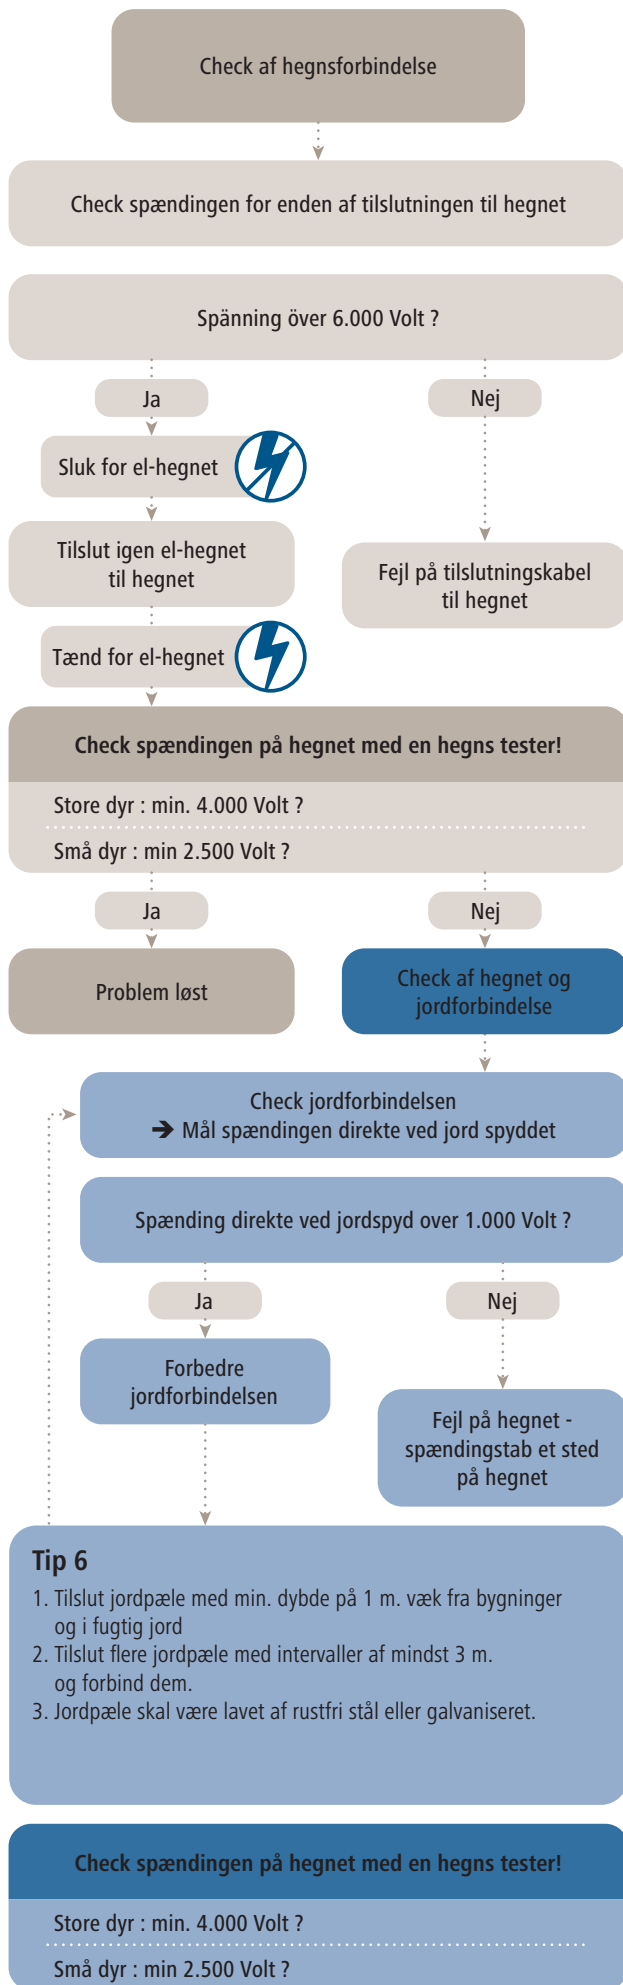 Check af hegnsforbindelse
Check spændingen for enden af tilslutningen til hegnet
Spänning över 6.000 Volt ?
Ja
Nej
Sluk for el-hegnet
Tilslut igen el-hegnet
til hegnet
Fejl på tilslutningskabel
til hegnet
Tænd for el-hegnet
Check spændingen på hegnet med en hegns tester!
Store dyr : min. 4.000 Volt ?
Små dyr : min 2.500 Volt ?
Ja
Nej
Problem løst
Check af hegnet og
jordforbindelse
Check jordforbindelsen
➔ Mål spændingen direkte ved jord spyddet
Spænding direkte ved jordspyd over 1.000 Volt ?
Ja
Nej
Forbedre
jordforbindelsen
Fejl på hegnet -
spændingstab et sted
på hegnet
Tip 6
1. Tilslut jordpæle med min. dybde på 1 m. væk fra bygninger
og i fugtig jord
2. Tilslut flere jordpæle med intervaller af mindst 3 m.
og forbind dem.
3. Jordpæle skal være lavet af rustfri stål eller galvaniseret.
Check spændingen på hegnet med en hegns tester!
Store dyr : min. 4.000 Volt ?
Små dyr : min 2.500 Volt ?